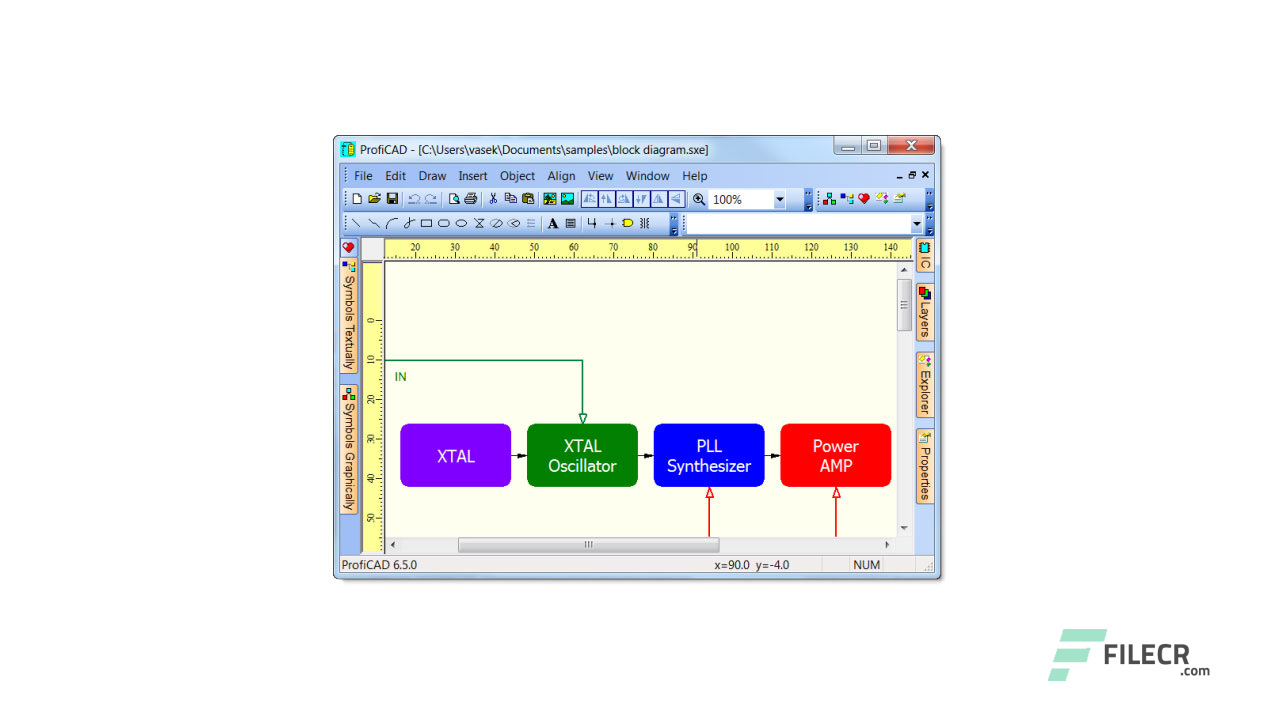 ProfiCAD - [C:\Users\vasek\Documents\samples\block diagram.sxe]
File Edit Draw Insert Object Align View Window Help
100%
A
20 30 40 50 60 70 80 90 100 110 120 130 140
Symbols Textually
Symbols Graphically
0
10
20
30
40
50
IN
XTAL
XTAL
Oscillator
PLL
Synthesizer
Power
AMP
IC
Layers
Explorer
Properties
ProfiCAD 6.5.0
x=90.0 y=-4.0
NUM
FILECR
.com